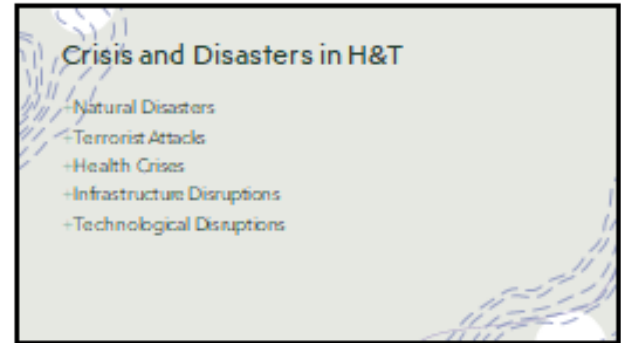 Crisis and Disasters in H&T
+Natural Disasters
+Terrorist Attacks
+Health Crises
+Infrastructure Disruptions
+Technological Disruptions